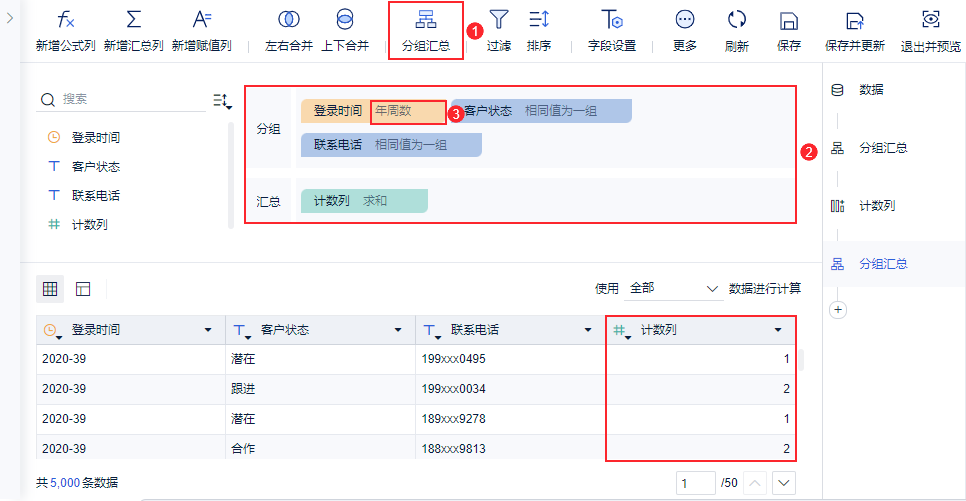 新增公式列 新增汇总列 新增赋值列 左右合并 上下合并 分组汇总 1 过滤 排序 字段设置 更多 刷新 保存 保存并更新 退出并预览
搜索
登录时间
客户状态
联系电话
计数列
分组 登录时间 年周数 3 客户状态 相同值为一组
联系电话 相同值为一组
汇总 计数列 求和
2
数据
分组汇总
计数列
分组汇总
使用 全部 数据进行计算
登录时间 客户状态 联系电话 计数列
2020-39 潜在 199xxx0495 1
2020-39 跟进 199xxx0034 2
2020-39 潜在 189xxx9278 1
2020-39 合作 188xxx9813 2
共5,000条数据 1 /50